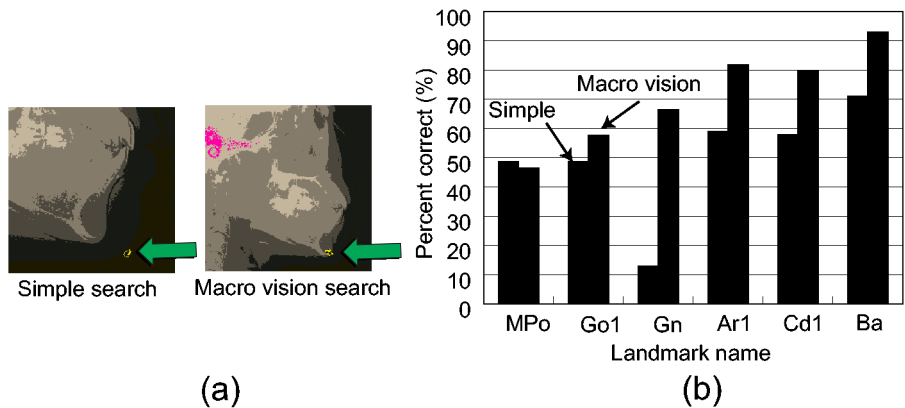 Simple search
Macro vision search
(a)
Percent correct (%)
100
90
80
70
60
50
40
30
20
10
0
Simple
Macro vision
MPo Go1 Gn Ar1 Cd1 Ba
Landmark name
(b)